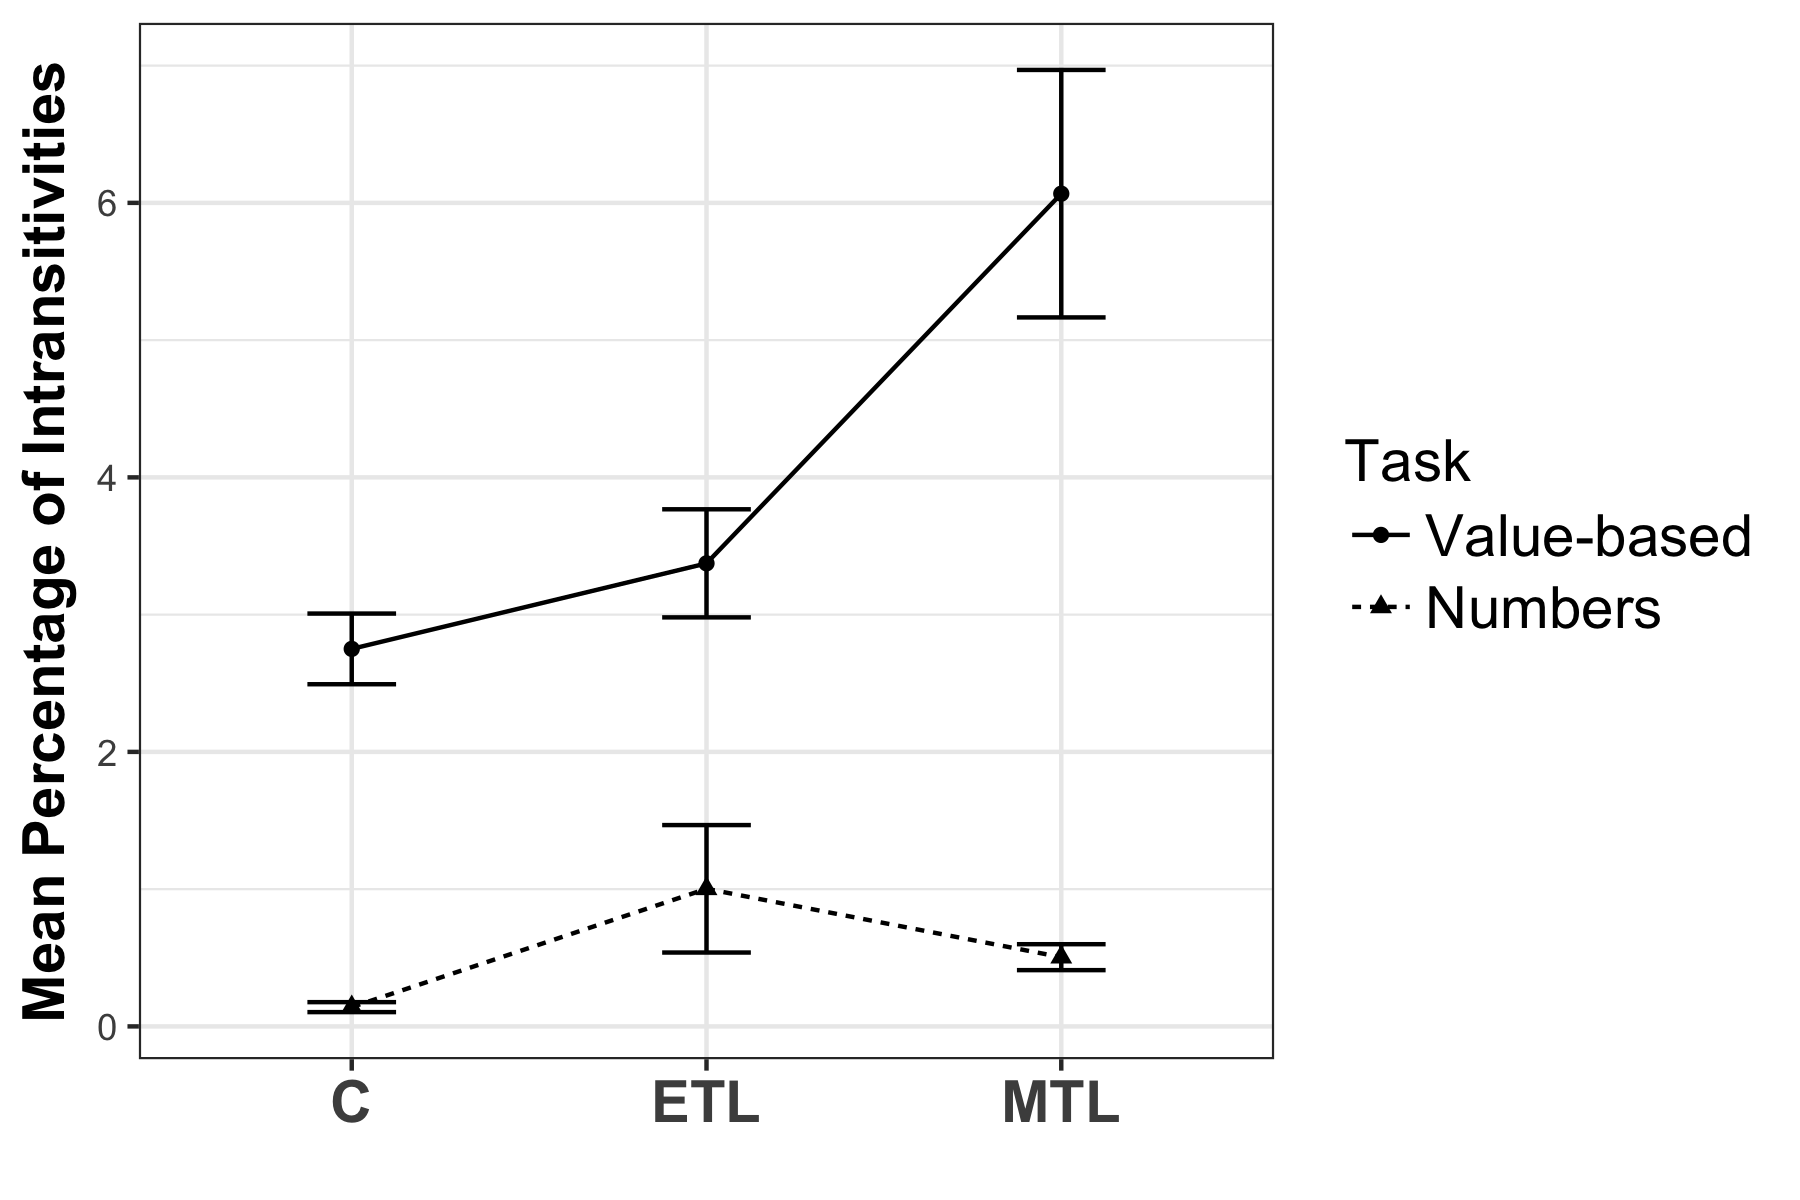 Mean Percentage of Intransitivities
6
4
2
0
C ETL MTL
Task
Value-based
Numbers